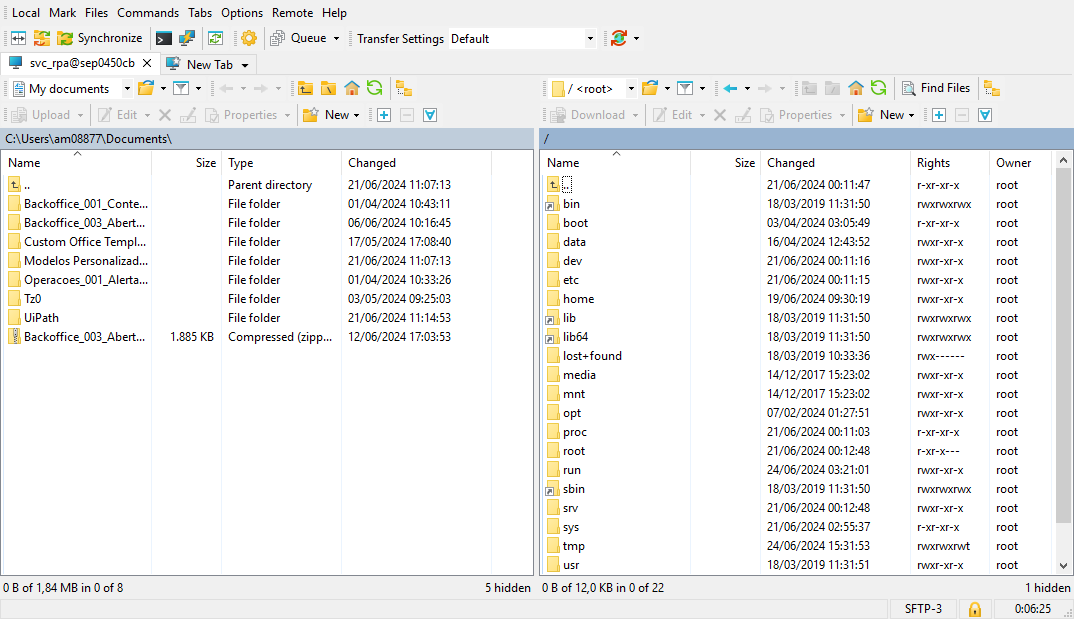 Local Mark Files Commands Tabs Options Remote Help
Synchronize Queue Transfer Settings Default
svc_rpa@sep0450cb New Tab
My documents / <root> Find Files
Upload Edit Properties New Download Edit Properties New
C:\Users\am08877\Documents\ /
Name Size Type Changed
.. Parent directory 21/06/2024 11:07:13
Backoffice_001_Conte... File folder 01/04/2024 10:43:11
Backoffice_003_Abert... File folder 06/06/2024 10:16:45
Custom Office Templ... File folder 17/05/2024 17:08:40
Modelos Personalizad... File folder 21/06/2024 11:07:13
Operacoes_001_Alerta... File folder 01/04/2024 10:33:26
Tz0 File folder 03/05/2024 09:25:03
UiPath File folder 21/06/2024 11:14:53
Backoffice_003_Abert... 1.885 KB Compressed (zipp... 12/06/2024 17:03:53
Name Size Changed Rights Owner
.. 21/06/2024 00:11:47 r-xr-xr-x root
bin 18/03/2019 11:31:50 rwxrwxrwx root
boot 03/04/2024 03:05:49 r-xr-xr-x root
data 16/04/2024 12:43:52 rwxr-xr-x root
dev 21/06/2024 00:11:16 rwxr-xr-x root
etc 21/06/2024 00:11:15 rwxr-xr-x root
home 19/06/2024 09:30:19 rwxr-xr-x root
lib 18/03/2019 11:31:50 rwxrwxrwx root
lib64 18/03/2019 11:31:50 rwxrwxrwx root
lost+found 18/03/2019 10:33:36 rwx------ root
media 14/12/2017 15:23:02 rwxr-xr-x root
mnt 14/12/2017 15:23:02 rwxr-xr-x root
opt 07/02/2024 01:27:51 rwxr-xr-x root
proc 21/06/2024 00:11:03 r-xr-xr-x root
root 21/06/2024 00:12:48 r-xr-x--- root
run 24/06/2024 03:21:01 rwxr-xr-x root
sbin 18/03/2019 11:31:50 rwxrwxrwx root
srv 21/06/2024 00:12:48 rwxr-xr-x root
sys 21/06/2024 02:55:37 r-xr-xr-x root
tmp 24/06/2024 15:31:53 rwxrwxrwt root
usr 18/03/2019 11:31:51 rwxr-xr-x root
0 B of 1,84 MB in 0 of 8 5 hidden 0 B of 12,0 KB in 0 of 22 1 hidden
SFTP-3 0:06:25